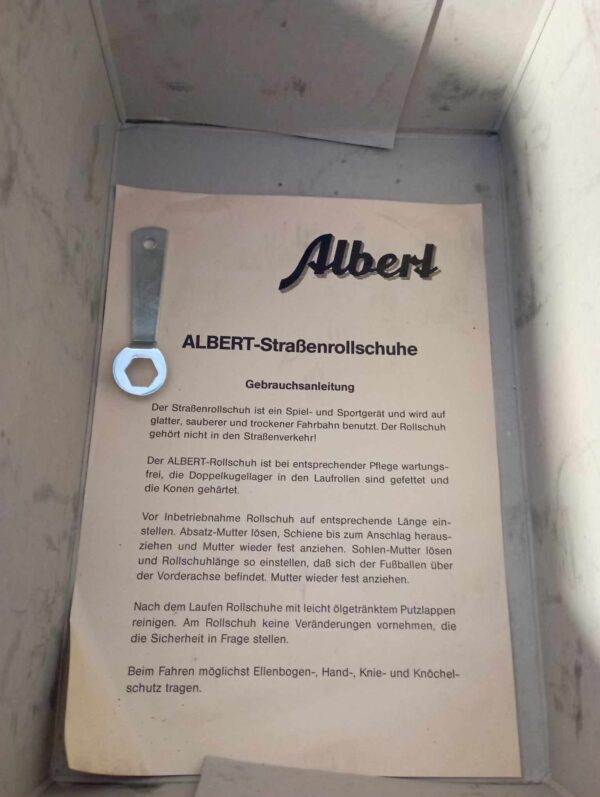 Albert
ALBERT-Straßenrollschuhe
Gebrauchsanleitung
Der Straßenrollschuh ist ein Spiel- und Sportgerät und wird auf
glatter, sauberer und trockener Fahrbahn benutzt. Der Rollschuh
gehört nicht in den Straßenverkehr!
Der ALBERT-Rollschuh ist bei entsprechender Pflege wartungs-
frei, die Doppelkugellager in den Laufrollen sind gefettet und
die Konen gehärtet.
Vor Inbetriebnahme Rollschuh auf entsprechende Länge ein-
stellen. Absatz-Mutter lösen, Schiene bis zum Anschlag heraus-
ziehen und Mutter wieder fest anziehen. Sohlen-Mutter lösen
und Rollschuhlänge so einstellen, daß sich der Fußballen über
der Vorderachse befindet. Mutter wieder fest anziehen.
Nach dem Laufen Rollschuhe mit leicht ölgetränktem Putzlappen
reinigen. Am Rollschuh keine Veränderungen vornehmen, die
die Sicherheit in Frage stellen.
Beim Fahren möglichst Ellenbogen-, Hand-, Knie- und Knöchel-
schutz tragen.